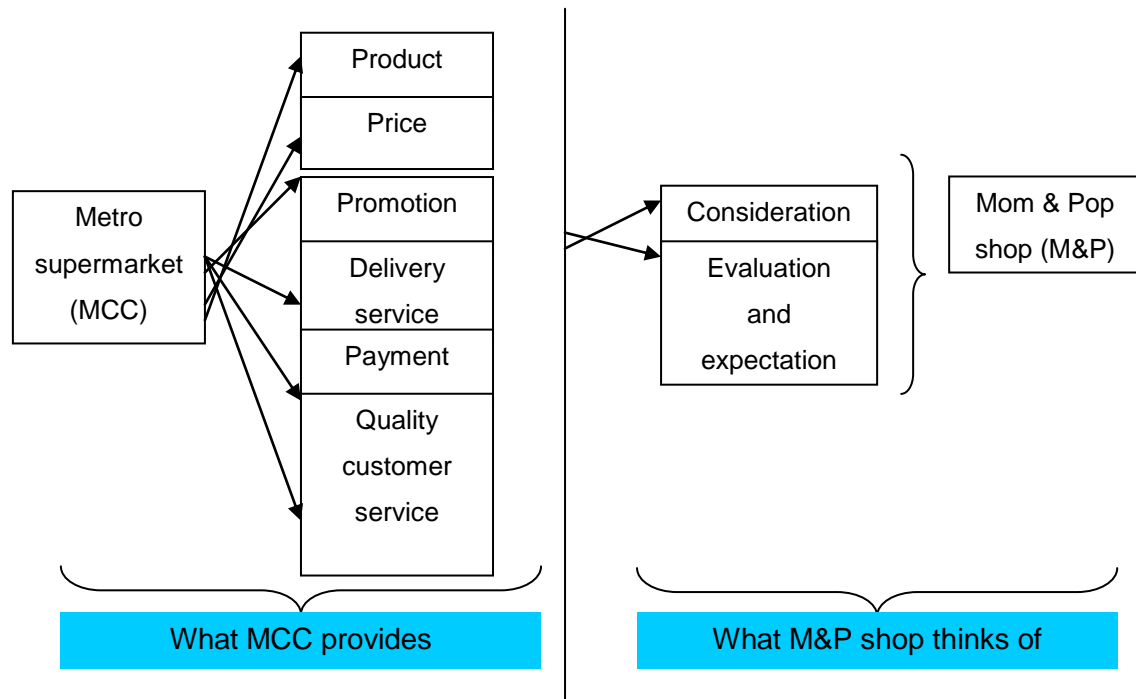 Product
Price
Metro
supermarket
(MCC)
Promotion
Delivery
service
Payment
Quality
customer
service
Consideration
Evaluation
and
expectation
Mom & Pop
shop (M&P)
What MCC provides
What M&P shop thinks of